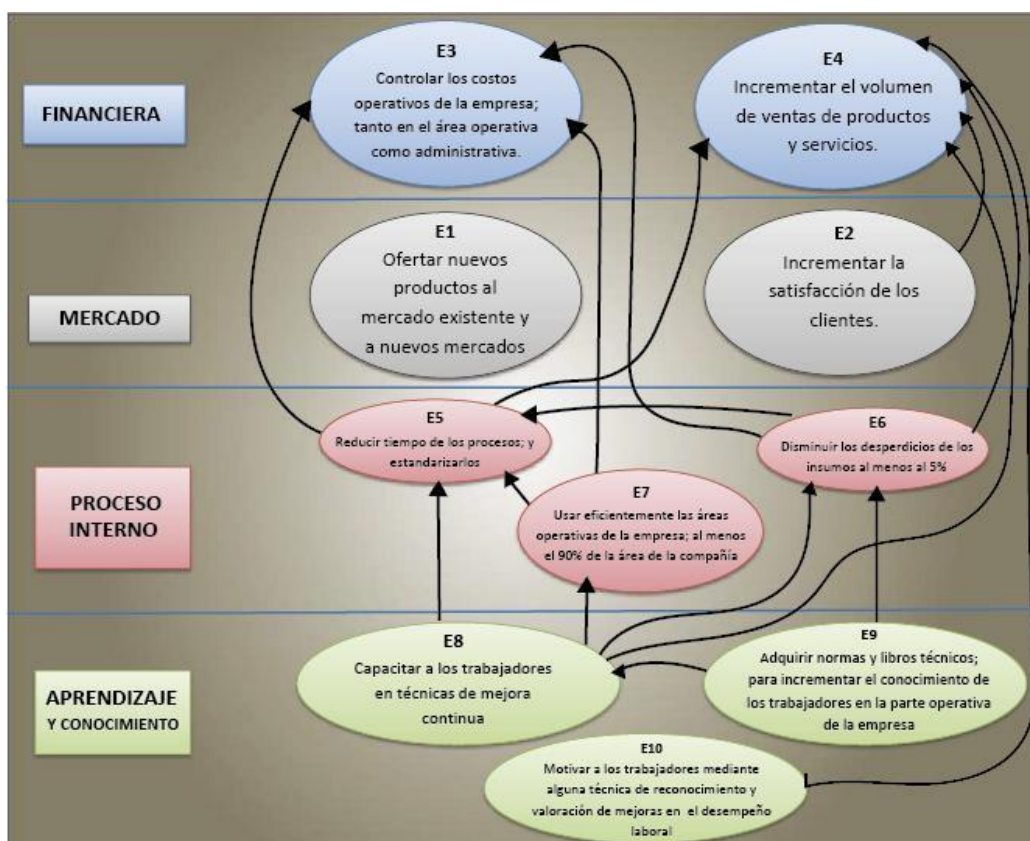 FINANCIERA
E3
Controlar los costos
operativos de la empresa;
tanto en el área operativa
como administrativa.
E4
Incrementar el volumen
de ventas de productos
y servicios.
MERCADO
E1
Ofertar nuevos
productos al
mercado existente y
a nuevos mercados
E2
Incrementar la
satisfacción de los
clientes.
PROCESO
INTERNO
E5
Reducir tiempo de los procesos; y
estandarizarlos
E6
Disminuir los desperdicios de los
insumos al menos al 5%
E7
Usar eficientemente las áreas
operativas de la empresa; al menos
el 90% de la área de la compañía
APRENDIZAJE
Y CONOCIMIENTO
E8
Capacitar a los trabajadores
en técnicas de mejora
continua
E9
Adquirir normas y libros técnicos;
para incrementar el conocimiento de
los trabajadores en la parte operativa
de la empresa
E10
Motivar a los trabajadores mediante
alguna técnica de reconocimiento y
valoración de mejoras en el desempeño
laboral